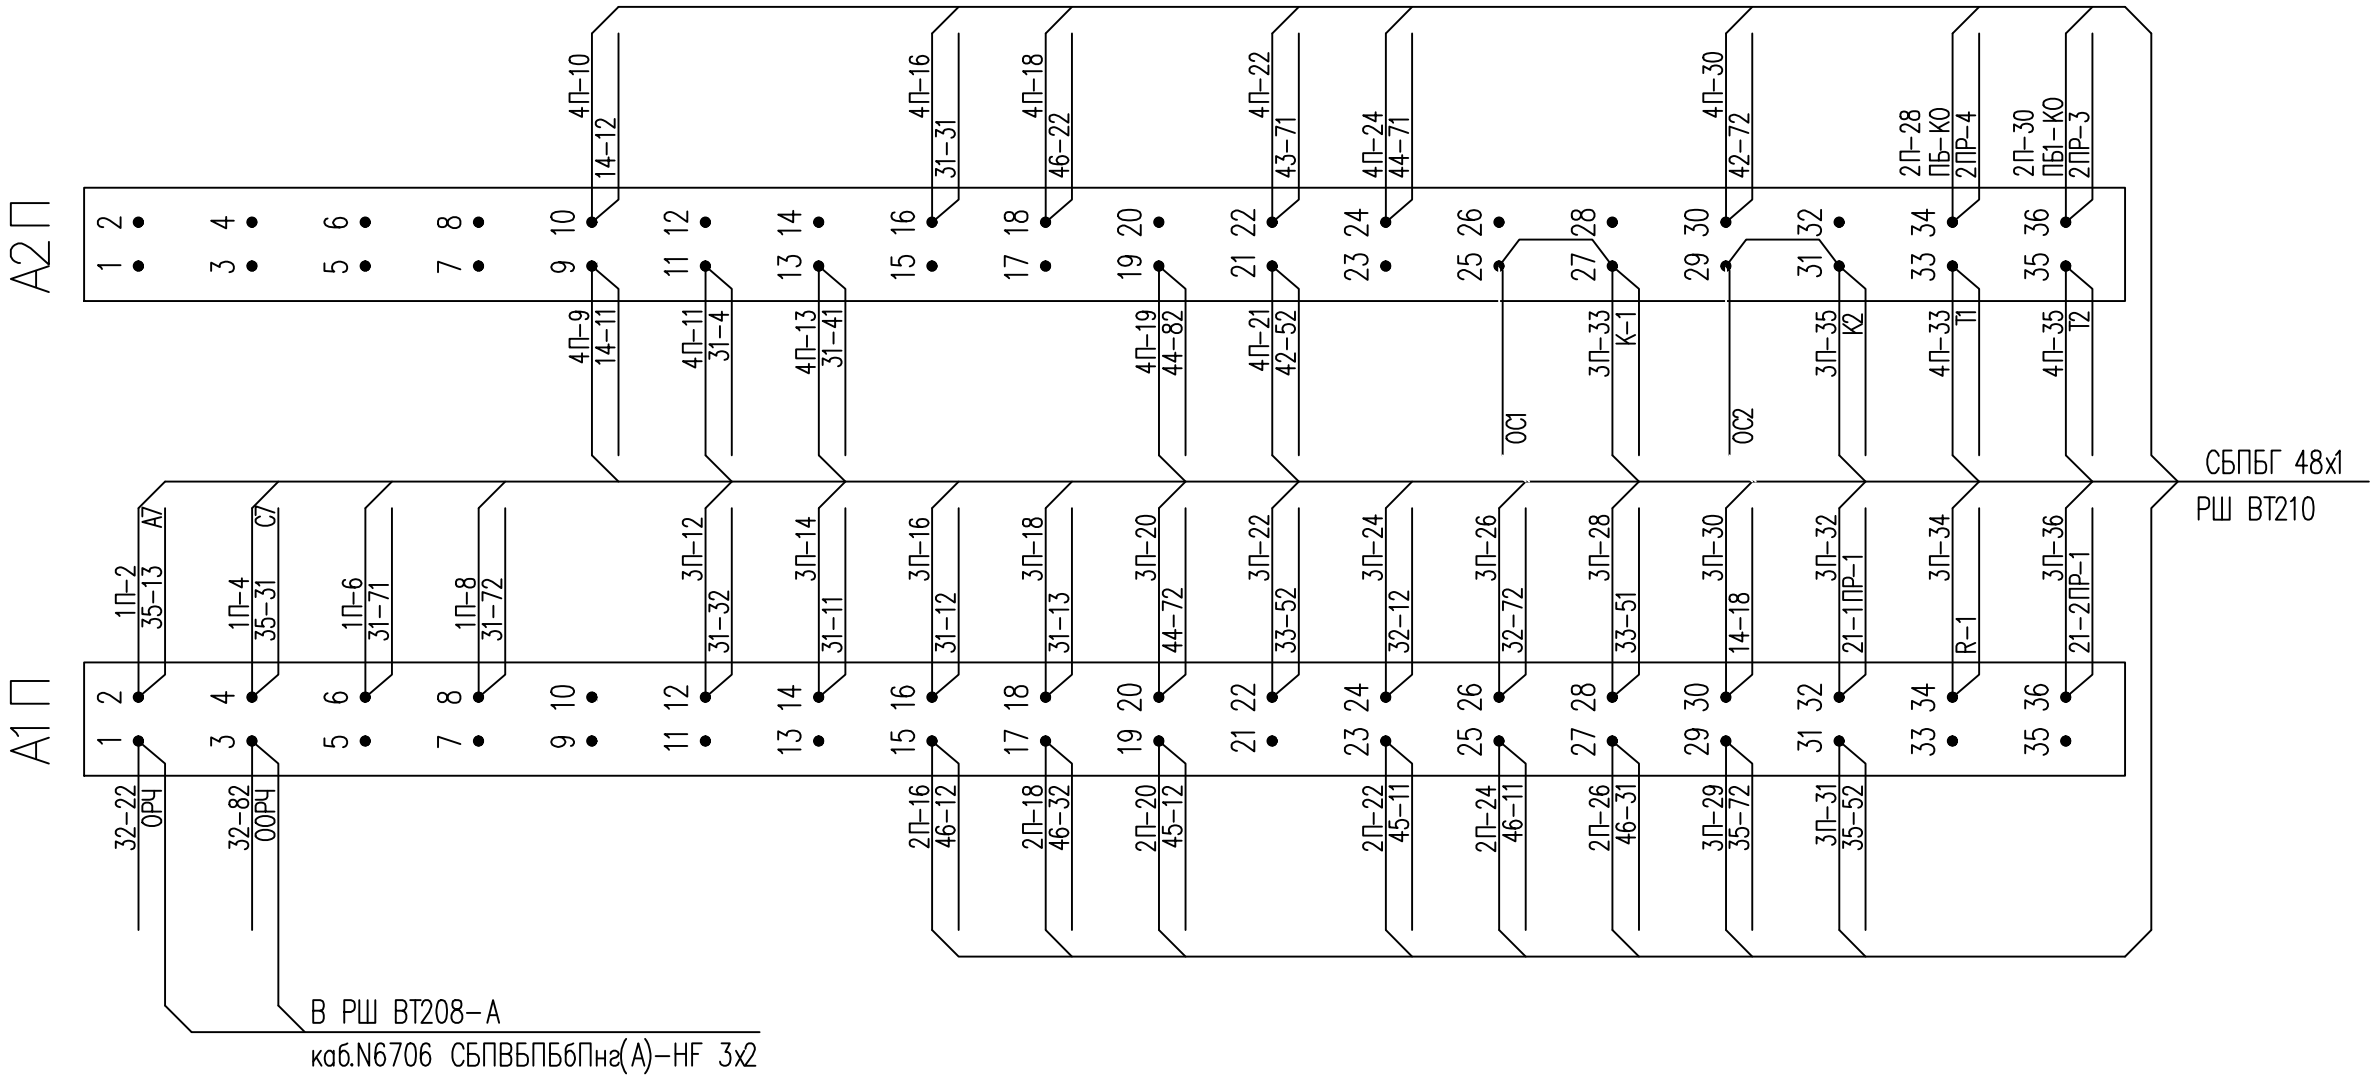 4П-10
14-12
4П-16
31-31
4П-18
46-22
4П-22
43-71
4П-24
44-71
4П-30
42-72
2П-28
ПБ-КО
2ПР-4
2П-30
ПБ1-КО
2ПР-3
А2П
2
4
6
8
10
12
14
16
18
20
22
24
26
28
30
32
34
36
1
3
5
7
9
11
13
15
17
19
21
23
25
27
29
31
33
35
4П-9
14-11
4П-11
31-4
4П-13
31-41
4П-19
44-82
4П-21
42-52
ОС1
3П-33
К-1
ОС2
3П-35
К2
4П-33
Т1
4П-35
Т2
СБПБГ 48х1
РШ ВТ210
1П-2
А7
35-13
1П-4
С7
35-31
1П-6
31-71
1П-8
31-72
3П-12
31-32
3П-14
31-11
3П-16
31-12
3П-18
31-13
3П-20
44-72
3П-22
33-52
3П-24
32-12
3П-26
32-72
3П-28
33-51
3П-30
14-18
3П-32
21-1ПР-1
3П-34
R-1
3П-36
21-2ПР-1
А1П
2
4
6
8
10
12
14
16
18
20
22
24
26
28
30
32
34
36
1
3
5
7
9
11
13
15
17
19
21
23
25
27
29
31
33
35
32-22
ОРЧ
32-82
ООРЧ
2П-16
46-12
2П-18
46-32
2П-20
45-12
2П-22
45-11
2П-24
46-11
2П-26
46-31
3П-29
35-72
3П-31
35-52
В РШ ВТ208-А
каб.N6706 СБПВБПБбПнг(А)-HF 3х2